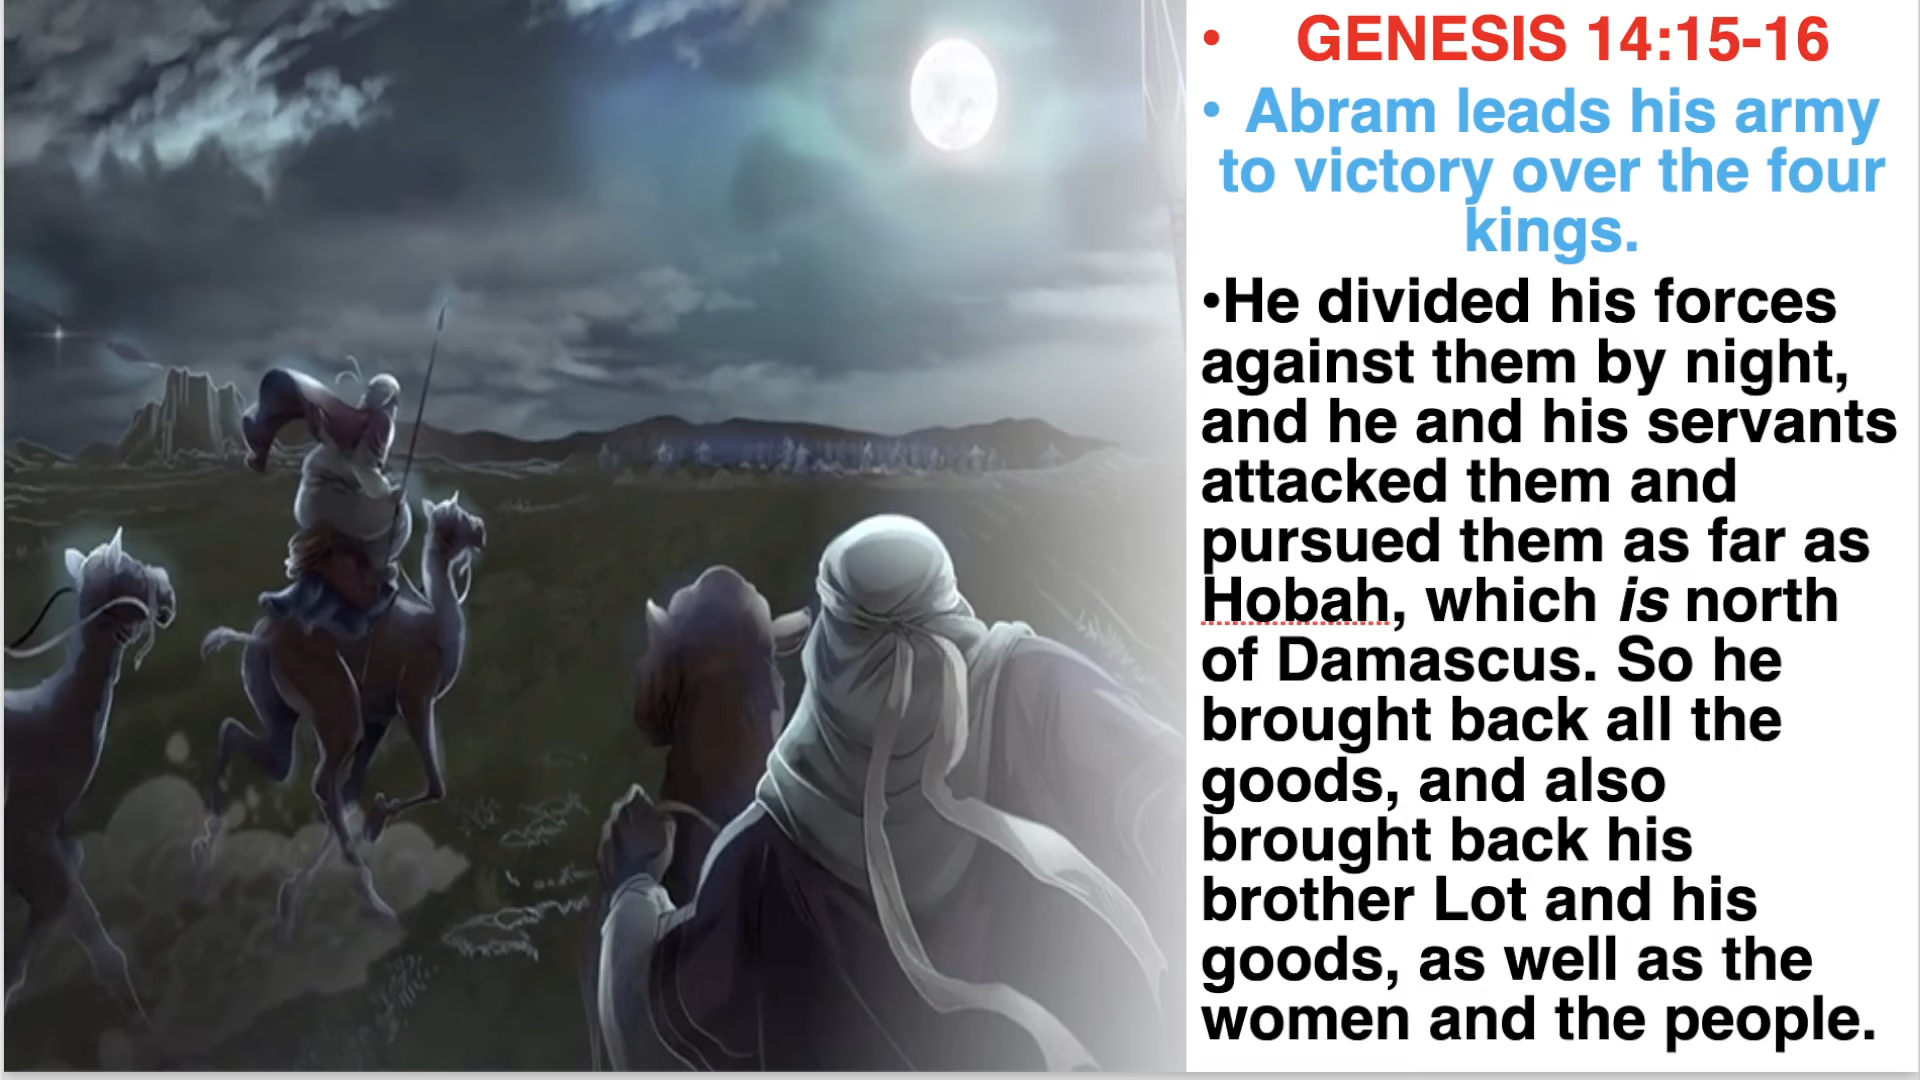 • GENESIS 14:15-16
• Abram leads his army
to victory over the four
kings.
•He divided his forces
against them by night,
and he and his servants
attacked them and
pursued them as far as
Hobah, which is north
of Damascus. So he
brought back all the
goods, and also
brought back his
brother Lot and his
goods, as well as the
women and the people.